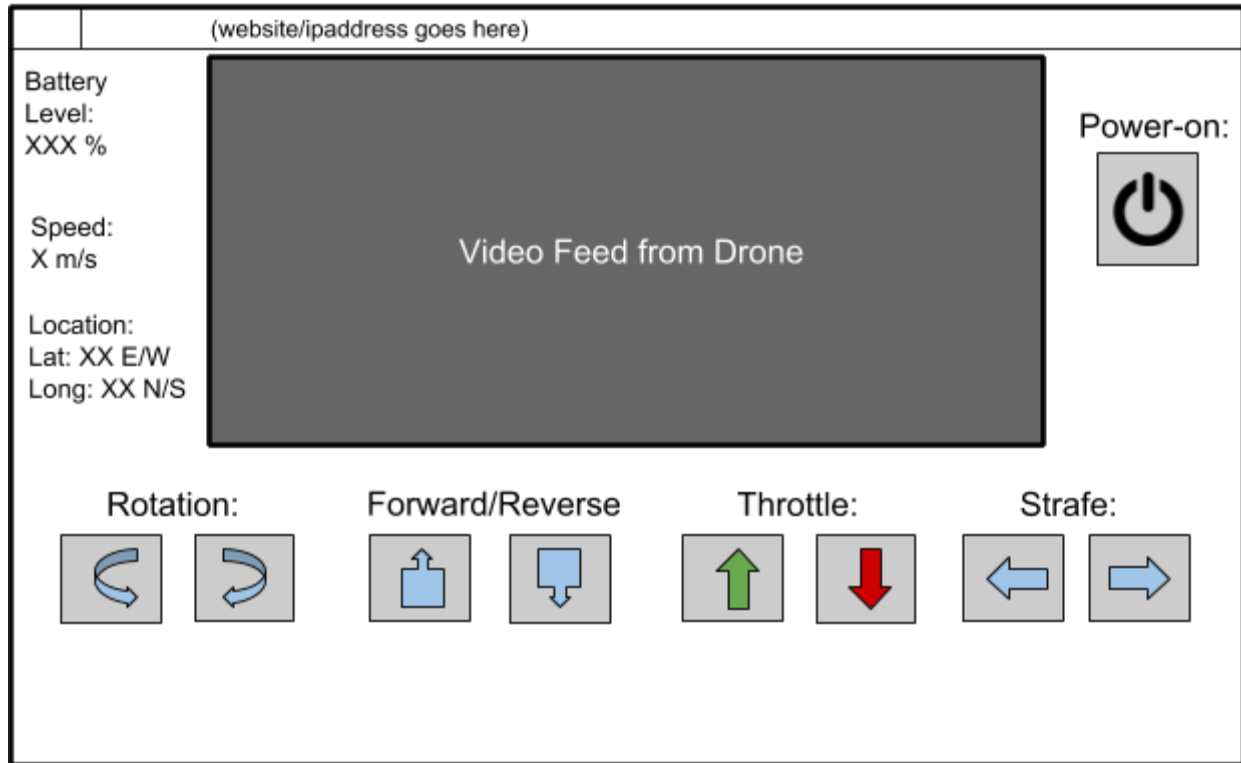 (website/ipaddress goes here)
Battery
Level:
XXX %
Speed:
X m/s
Location:
Lat: XX E/W
Long: XX N/S
Video Feed from Drone
Power-on:
Rotation:
Forward/Reverse
Throttle:
Strafe: